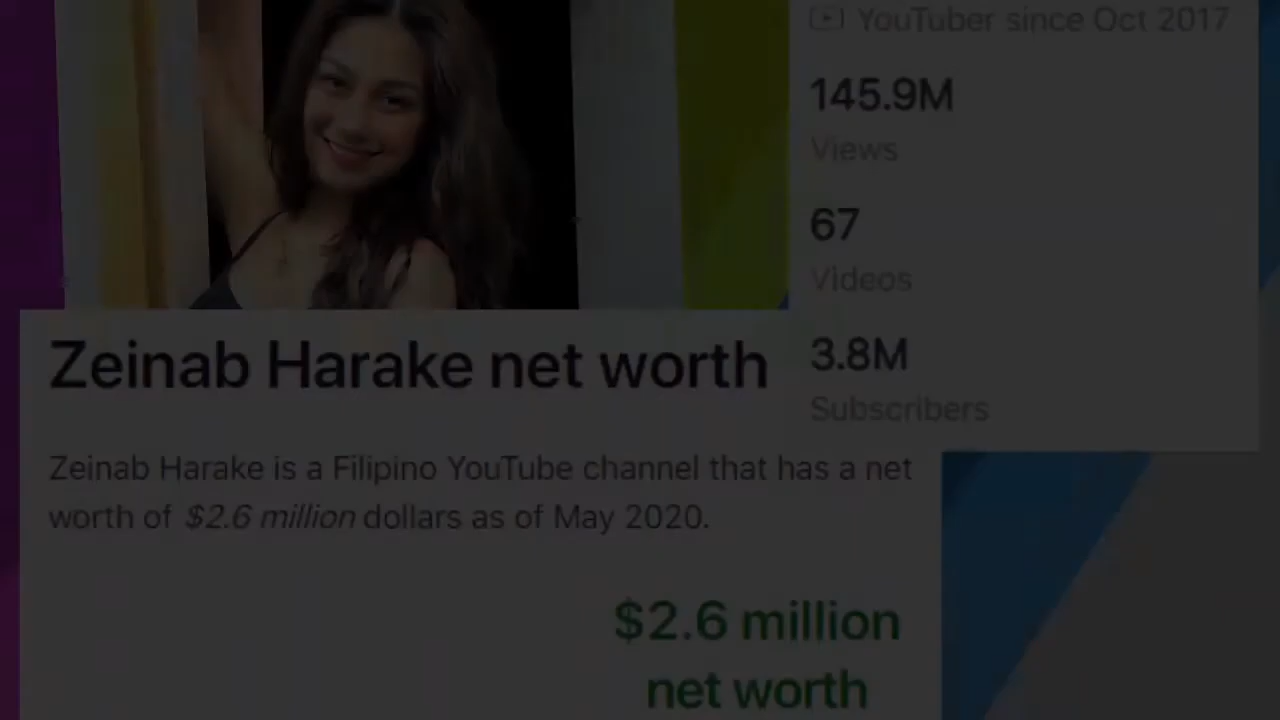 YouTuber since Oct 2017
145.9M
Views
67
Videos
3.8M
Subscribers
Zeinab Harake net worth
Zeinab Harake is a Filipino YouTube channel that has a net
worth of $2.6 million dollars as of May 2020.
$2.6 million
net worth